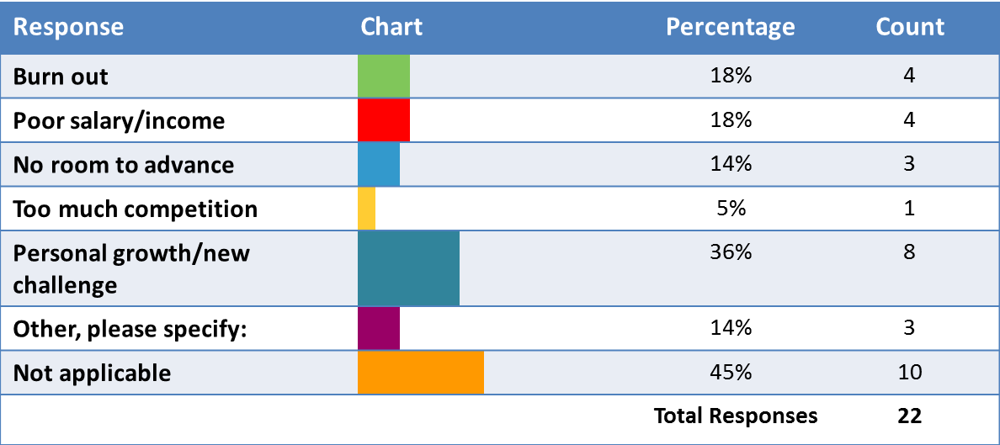 Response Chart Percentage Count
Burn out 18% 4
Poor salary/income 18% 4
No room to advance 14% 3
Too much competition 5% 1
Personal growth/new 36% 8
challenge
Other, please specify: 14% 3
Not applicable 45% 10
Total Responses 22